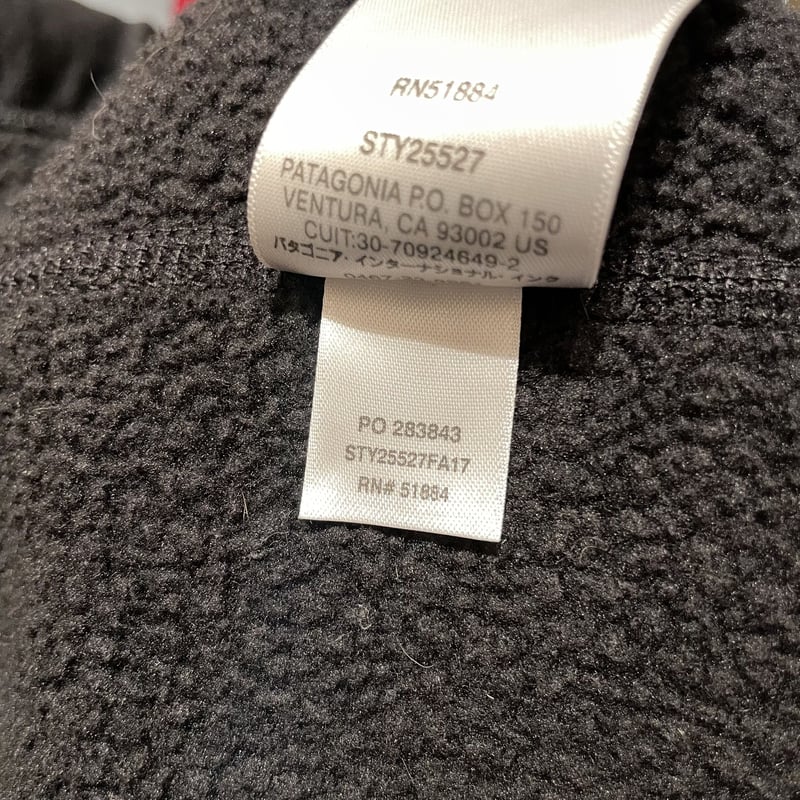 RN51884
STY25527
PATAGONIA P.O. BOX 150
VENTURA, CA 93002 US
CUIT:30-70924649-2
パタゴニア・インターナショナル・インク
PO 283843
STY25527FA17
RN# 51884